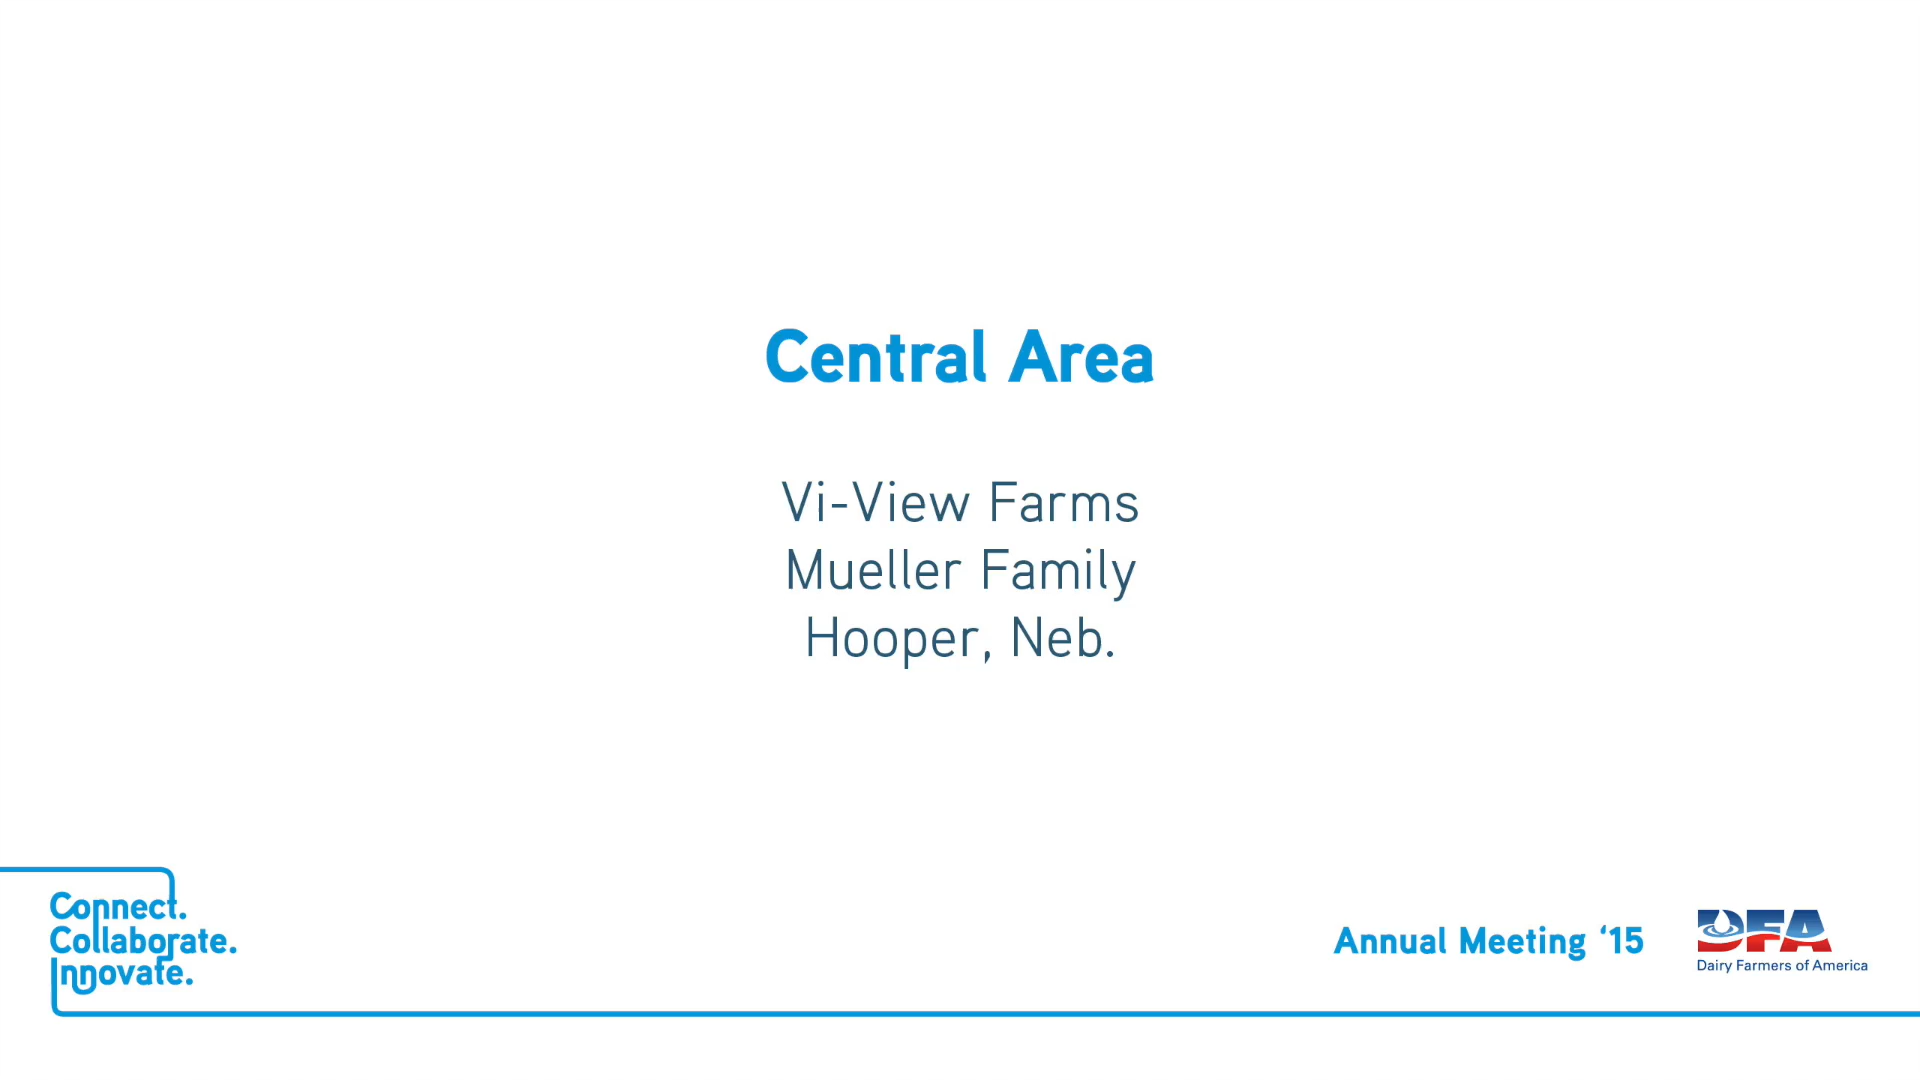 Central Area
Vi-View Farms
Mueller Family
Hooper, Neb.
Connect.
Collaborate.
Innovate.
Annual Meeting ‘15
DFA
Dairy Farmers of America